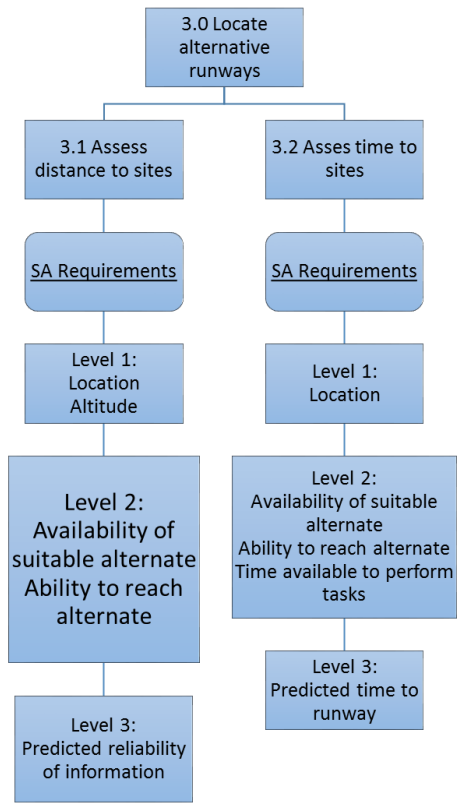 3.0 Locate
alternative
runways
3.1 Assess
distance to sites
3.2 Asses time to
sites
SA Requirements
SA Requirements
Level 1:
Location
Altitude
Level 1:
Location
Level 2:
Availability of
suitable alternate
Ability to reach
alternate
Level 2:
Availability of suitable
alternate
Ability to reach alternate
Time available to perform
tasks
Level 3:
Predicted reliability
of information
Level 3:
Predicted time to
runway